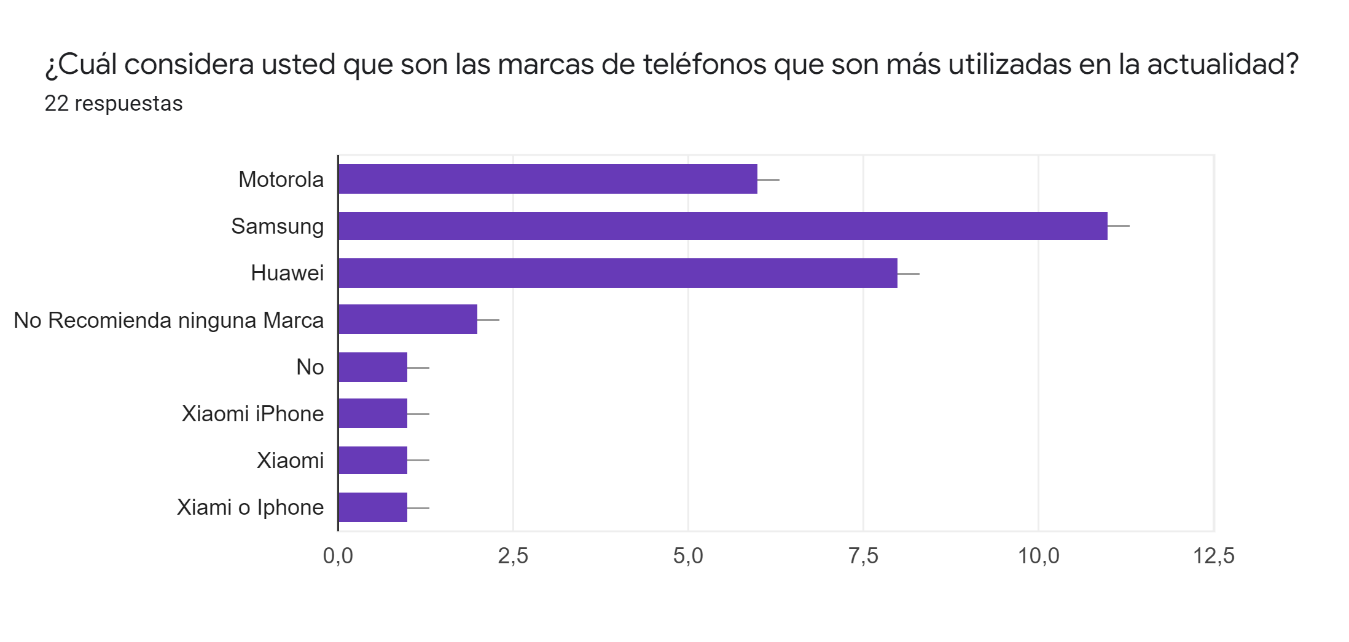 ¿Cuál considera usted que son las marcas de teléfonos que son más utilizadas en la actualidad?
22 respuestas
Motorola
Samsung
Huawei
No Recomienda ninguna Marca
No
Xiaomi iPhone
Xiaomi
Xiami o Iphone
0,0 2,5 5,0 7,5 10,0 12,5